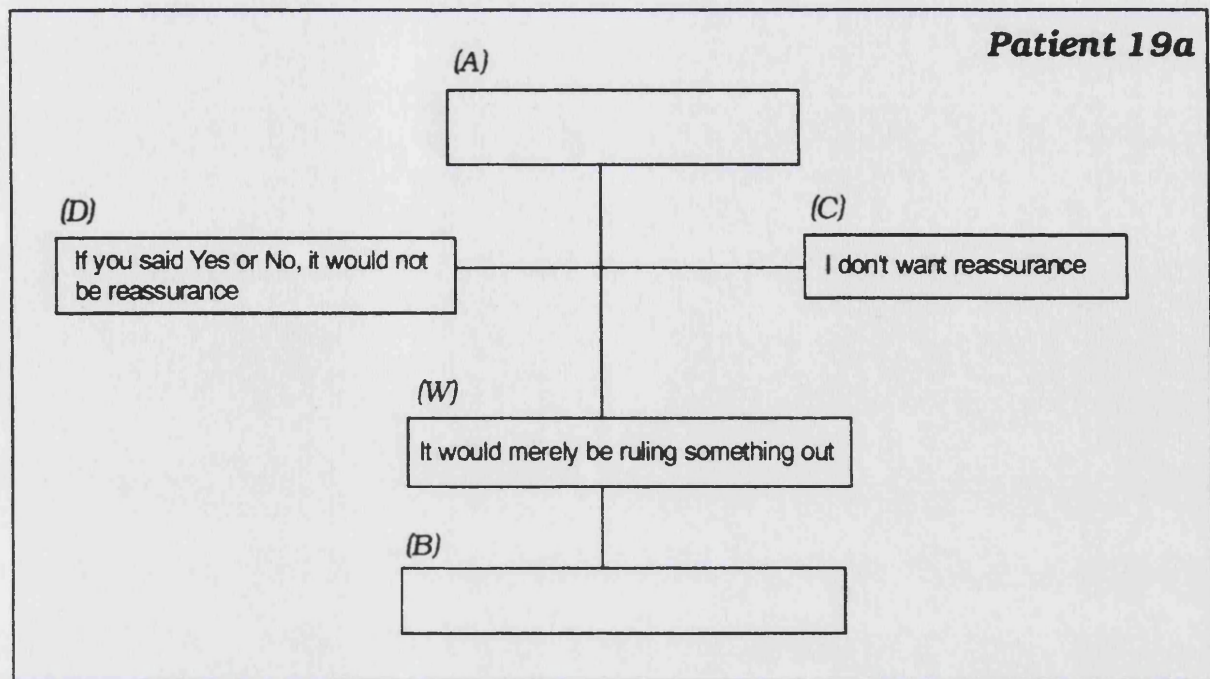 Patient 19a
(A)
(D)
If you said Yes or No, it would not
be reassurance
(C)
I don't want reassurance
(W)
It would merely be ruling something out
(B)